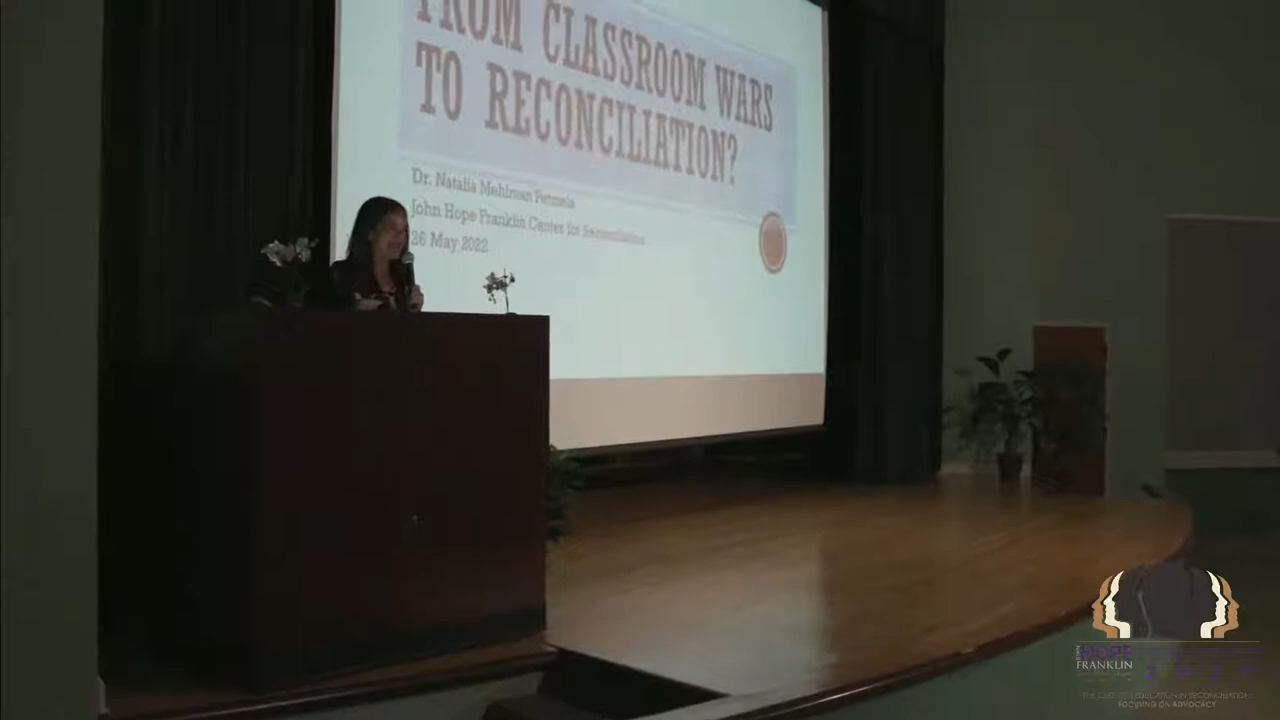 FROM CLASSROOM WARS
TO RECONCILIATION?
Dr. Natalia Mehlman Petrzela
John Hope Franklin Center for Reconciliation
26 May 2022
JOHN
HOPE
FRANKLIN
FOCUSING ON ADVOCACY